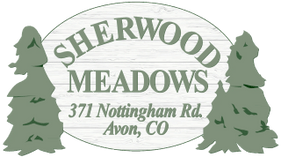 SHERWOOD
MEADOWS
371 Nottingham Rd.
Avon, CO